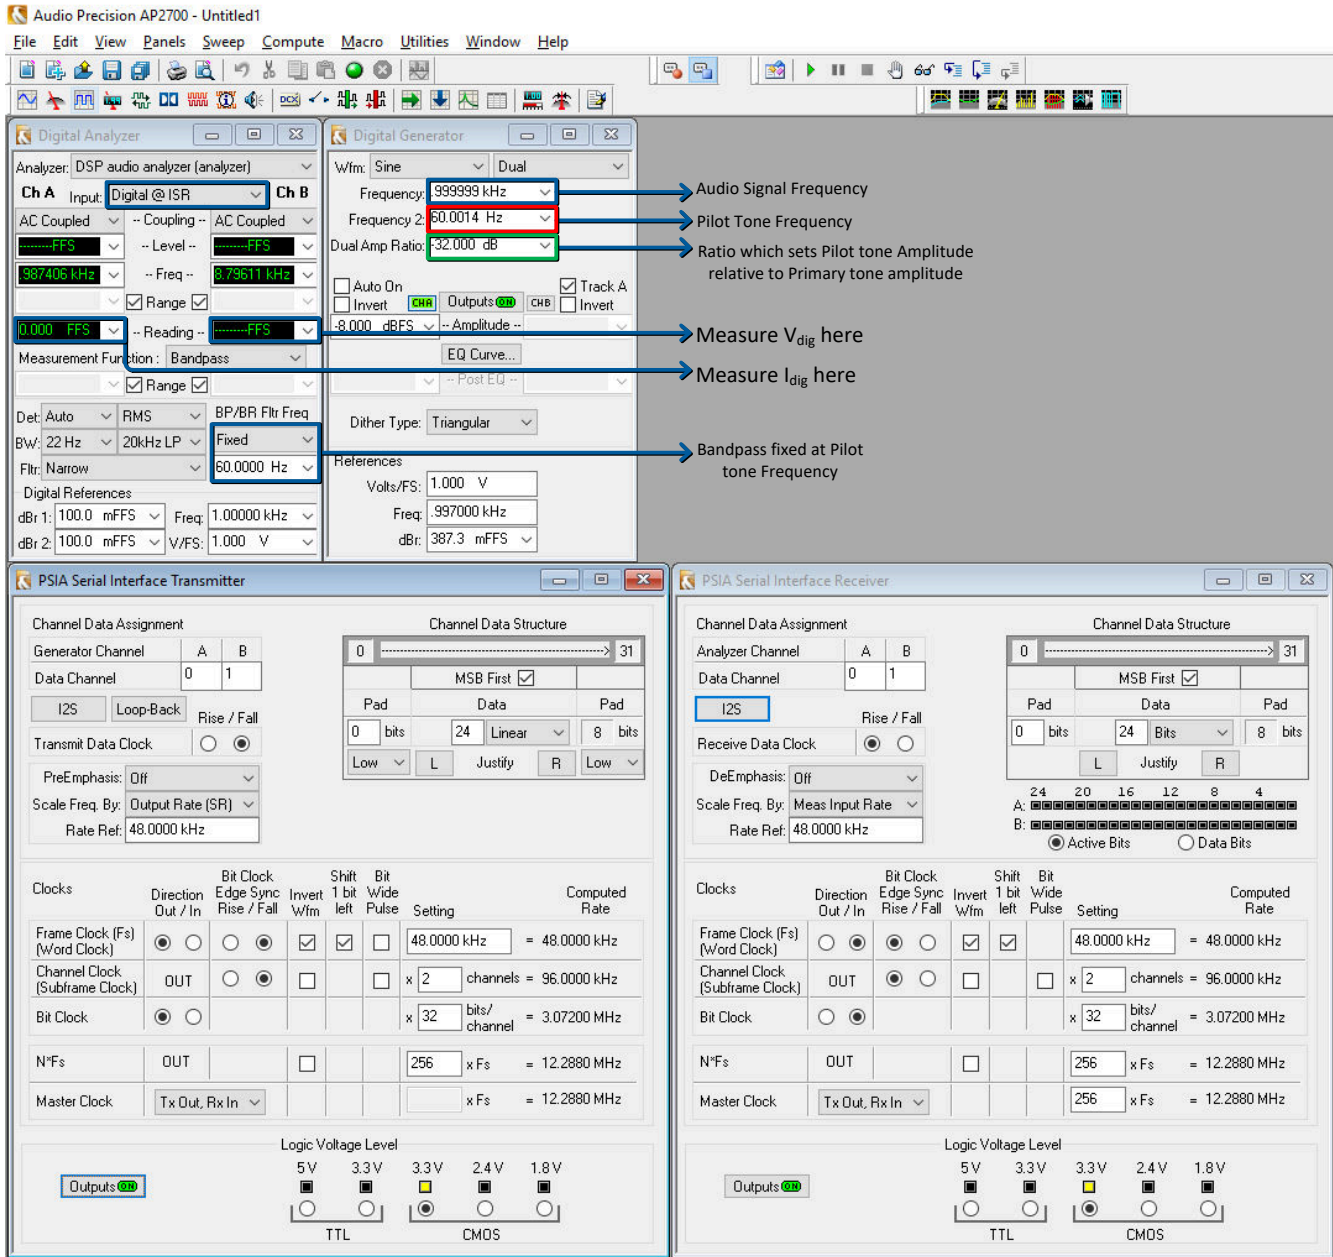 Audio Precision AP2700 - Untitled1
File Edit View Panels Sweep Compute Macro Utilities Window Help
Digital Analyzer
Analyzer: DSP audio analyzer (analyzer)
Ch A Input: Digital @ ISR Ch B
AC Coupled -- Coupling -- AC Coupled
--------FFS -- Level -- --------FFS
.987406 kHz -- Freq -- 8.79611 kHz
Range
0.000 FFS -- Reading -- --------FFS
Measurement Function : Bandpass
Range
Det: Auto RMS BP/BR Fltr Freq
BW: 22 Hz 20kHz LP Fixed
Fltr: Narrow 60.0000 Hz
Digital References
dBr 1: 100.0 mFFS Freq: 1.00000 kHz
dBr 2: 100.0 mFFS V/FS: 1.000 V
Digital Generator
Wfm: Sine Dual
Frequency: .999999 kHz
Frequency 2: 60.0014 Hz
Dual Amp Ratio: -32.000 dB
Auto On Track A
Invert CHA Outputs ON CHB Invert
-8.000 dBFS -- Amplitude --
EQ Curve...
-- Post EQ --
Dither Type: Triangular
References
Volts/FS: 1.000 V
Freq: .997000 kHz
dBr: 387.3 mFFS
Audio Signal Frequency
Pilot Tone Frequency
Ratio which sets Pilot tone Amplitude
relative to Primary tone amplitude
Measure Vdig here
Measure Idig here
Bandpass fixed at Pilot
tone Frequency
PSIA Serial Interface Transmitter
Channel Data Assignment Channel Data Structure
Generator Channel A B 0 31
Data Channel 0 1 MSB First
I2S Loop-Back Rise / Fall Pad Data Pad
0 bits 24 Linear 8 bits
Transmit Data Clock
Low L Justify R Low
PreEmphasis: Off
Scale Freq. By: Output Rate (SR)
Rate Ref: 48.0000 kHz
Clocks Direction Out / In Bit Clock Edge Sync Rise / Fall Invert Wfm Shift 1 bit left Bit Wide Pulse Setting Computed Rate
Frame Clock (Fs) (Word Clock) 48.0000 kHz = 48.0000 kHz
Channel Clock (Subframe Clock) OUT x 2 channels = 96.0000 kHz
Bit Clock x 32 bits/ channel = 3.07200 MHz
N*Fs OUT 256 x Fs = 12.2880 MHz
Master Clock Tx Out, Rx In x Fs = 12.2880 MHz
Logic Voltage Level
5 V 3.3 V 3.3 V 2.4 V 1.8 V
Outputs ON
TTL CMOS
PSIA Serial Interface Receiver
Channel Data Assignment Channel Data Structure
Analyzer Channel A B 0 31
Data Channel 0 1 MSB First
I2S Rise / Fall Pad Data Pad
0 bits 24 Bits 8 bits
Receive Data Clock
L Justify R
DeEmphasis: Off
24 20 16 12 8 4
Scale Freq. By: Meas Input Rate A:
Rate Ref: 48.0000 kHz B:
Active Bits Data Bits
Clocks Direction Out / In Bit Clock Edge Sync Rise / Fall Invert Wfm Shift 1 bit left Bit Wide Pulse Setting Computed Rate
Frame Clock (Fs) (Word Clock) 48.0000 kHz = 48.0000 kHz
Channel Clock (Subframe Clock) OUT x 2 channels = 96.0000 kHz
Bit Clock x 32 bits/ channel = 3.07200 MHz
N*Fs OUT 256 x Fs = 12.2880 MHz
Master Clock Tx Out, Rx In 256 x Fs = 12.2880 MHz
Logic Voltage Level
5 V 3.3 V 3.3 V 2.4 V 1.8 V
Outputs ON
TTL CMOS